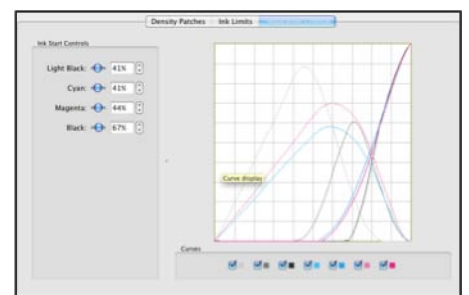 Density Patches Ink Limits
Ink Start Controls
Light Black: 41%
Cyan: 41%
Magenta: 44%
Black: 67%
Curve display
Curves